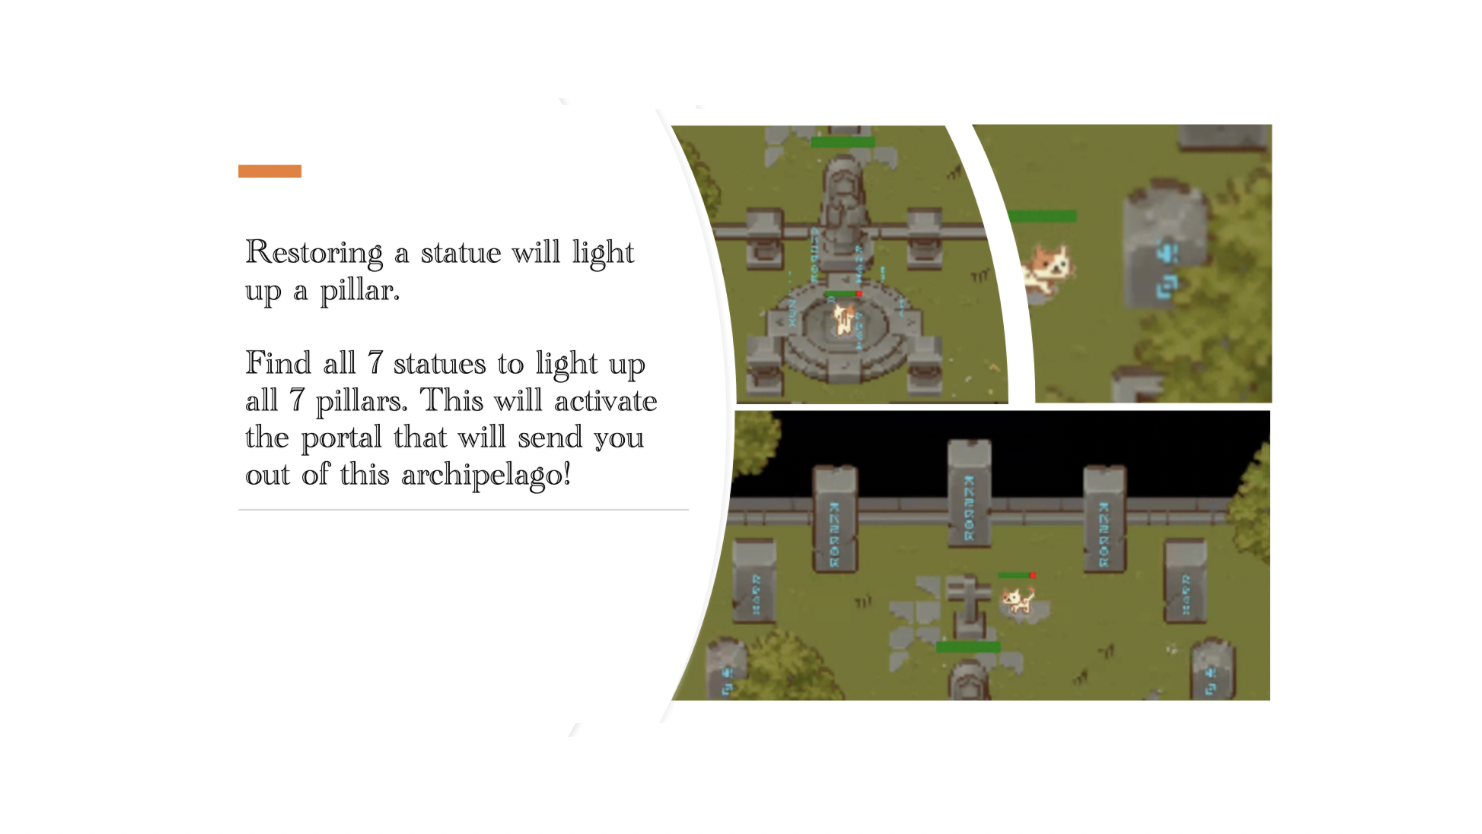 Restoring a statue will light
up a pillar.
Find all 7 statues to light up
all 7 pillars. This will activate
the portal that will send you
out of this archipelago!